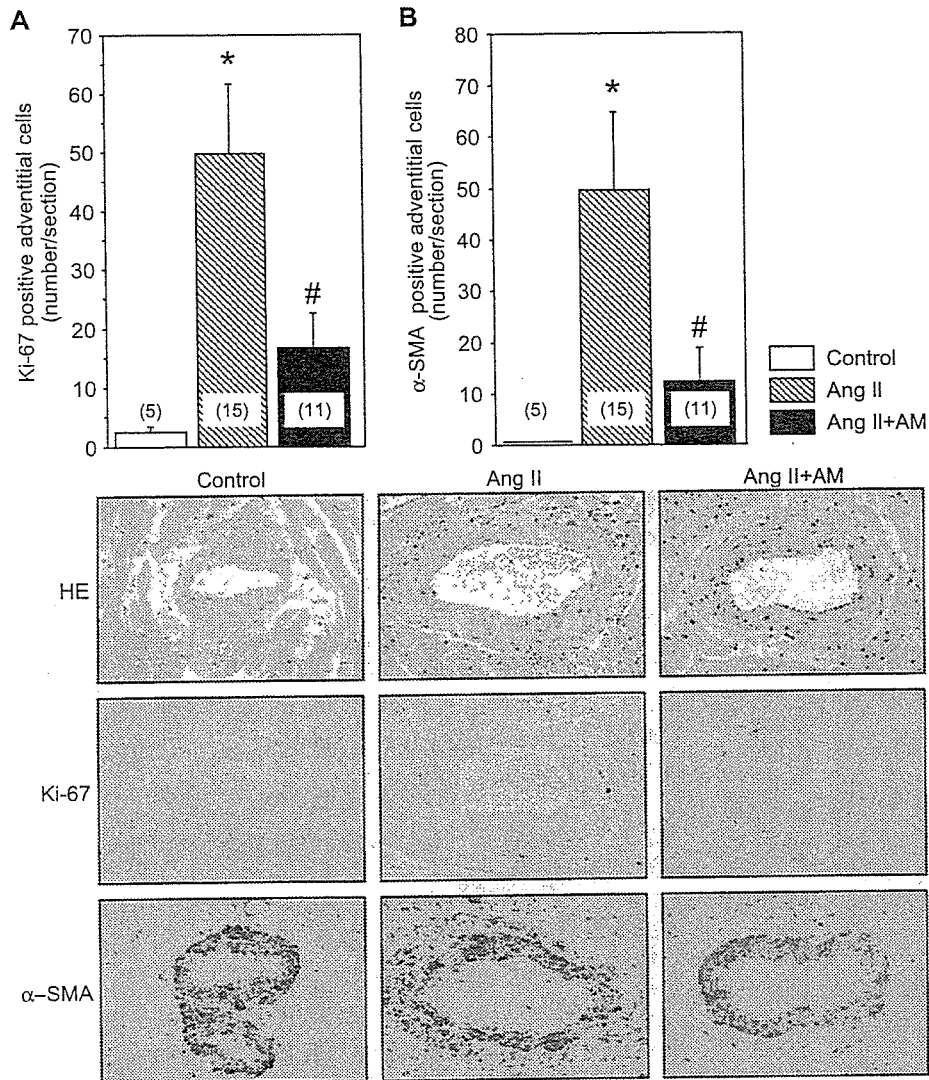 A
Ki-67 positive adventitial cells
(number/section)
70
60
50
40
30
20
10
0
*
#
(5)
(15)
(11)
B
α-SMA positive adventitial cells
(number/section)
80
70
60
50
40
30
20
10
0
*
#
(5)
(15)
(11)
Control
Ang II
Ang II+AM
Control
Ang II
Ang II+AM
HE
Ki-67
α–SMA